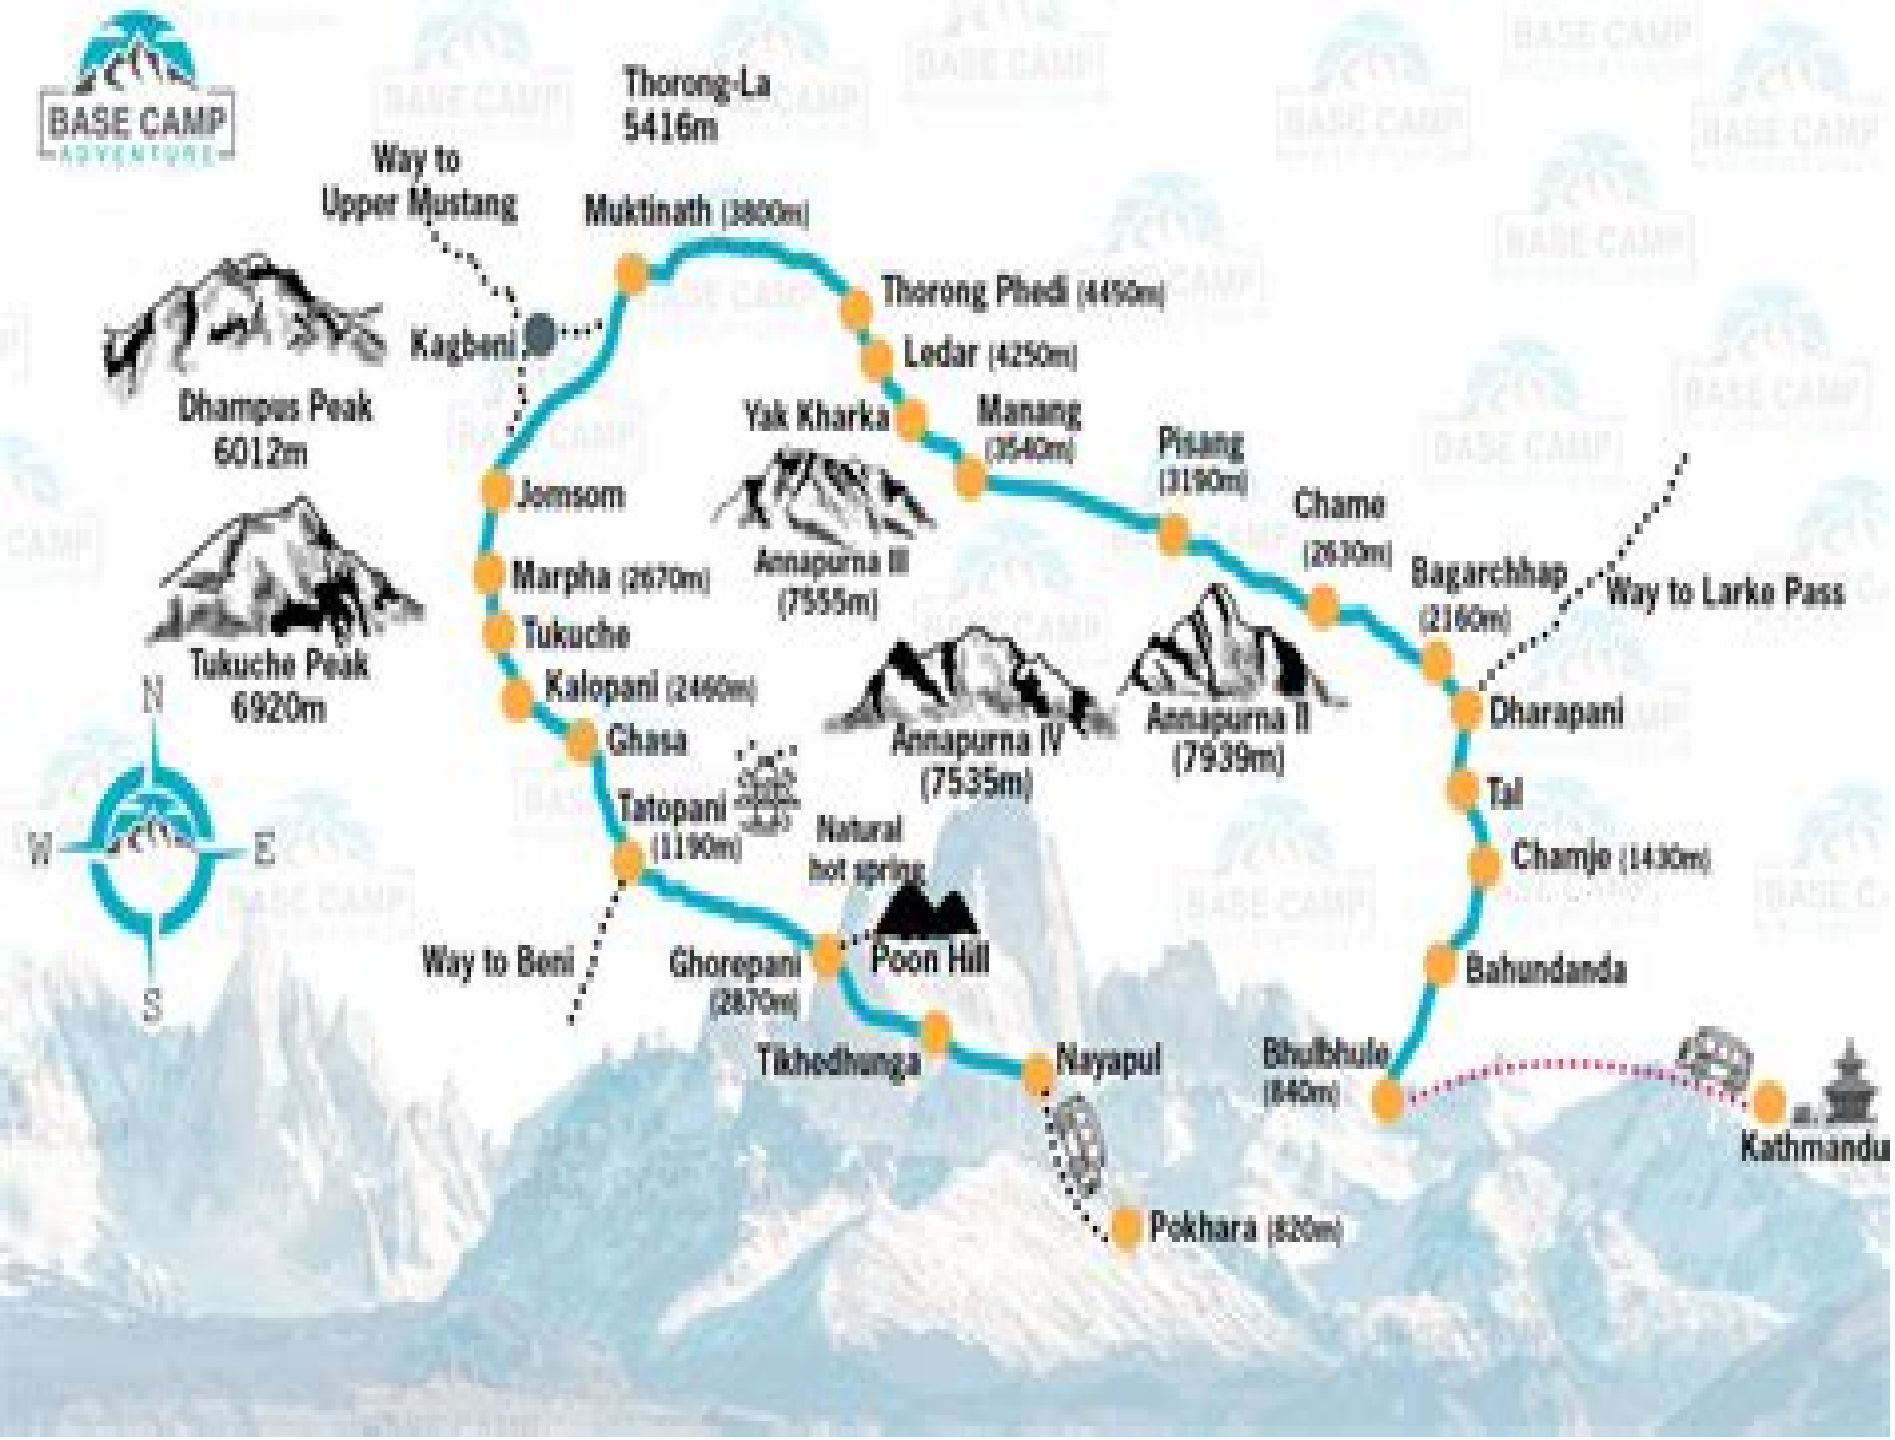 BASE CAMP
ADVENTURE
Thorong-La
5416m
Way to
Upper Mustang
Muktinath (3800m)
Thorong Phedi (4450m)
Kagbeni
Ledar (4250m)
Dhampus Peak
6012m
Yak Kharka
Manang
(3540m)
Pisang
(3190m)
Jomsom
Chame
(2630m)
Annapurna III
(7555m)
Bagarchhap
(2160m)
Way to Larke Pass
Marpha (2670m)
Tukuche
Tukuche Peak
6920m
Kalopani (2460m)
Annapurna IV
(7535m)
Annapurna II
(7939m)
Dharapani
Ghasa
N
W
E
S
Tatopani
(1190m)
Natural
hot spring
Tal
Chamje (1430m)
Way to Beni
Ghorepani
(2870m)
Poon Hill
Bahundanda
Tikhedhunga
Nayapul
Bhulbhule
(840m)
Kathmandu
Pokhara (820m)